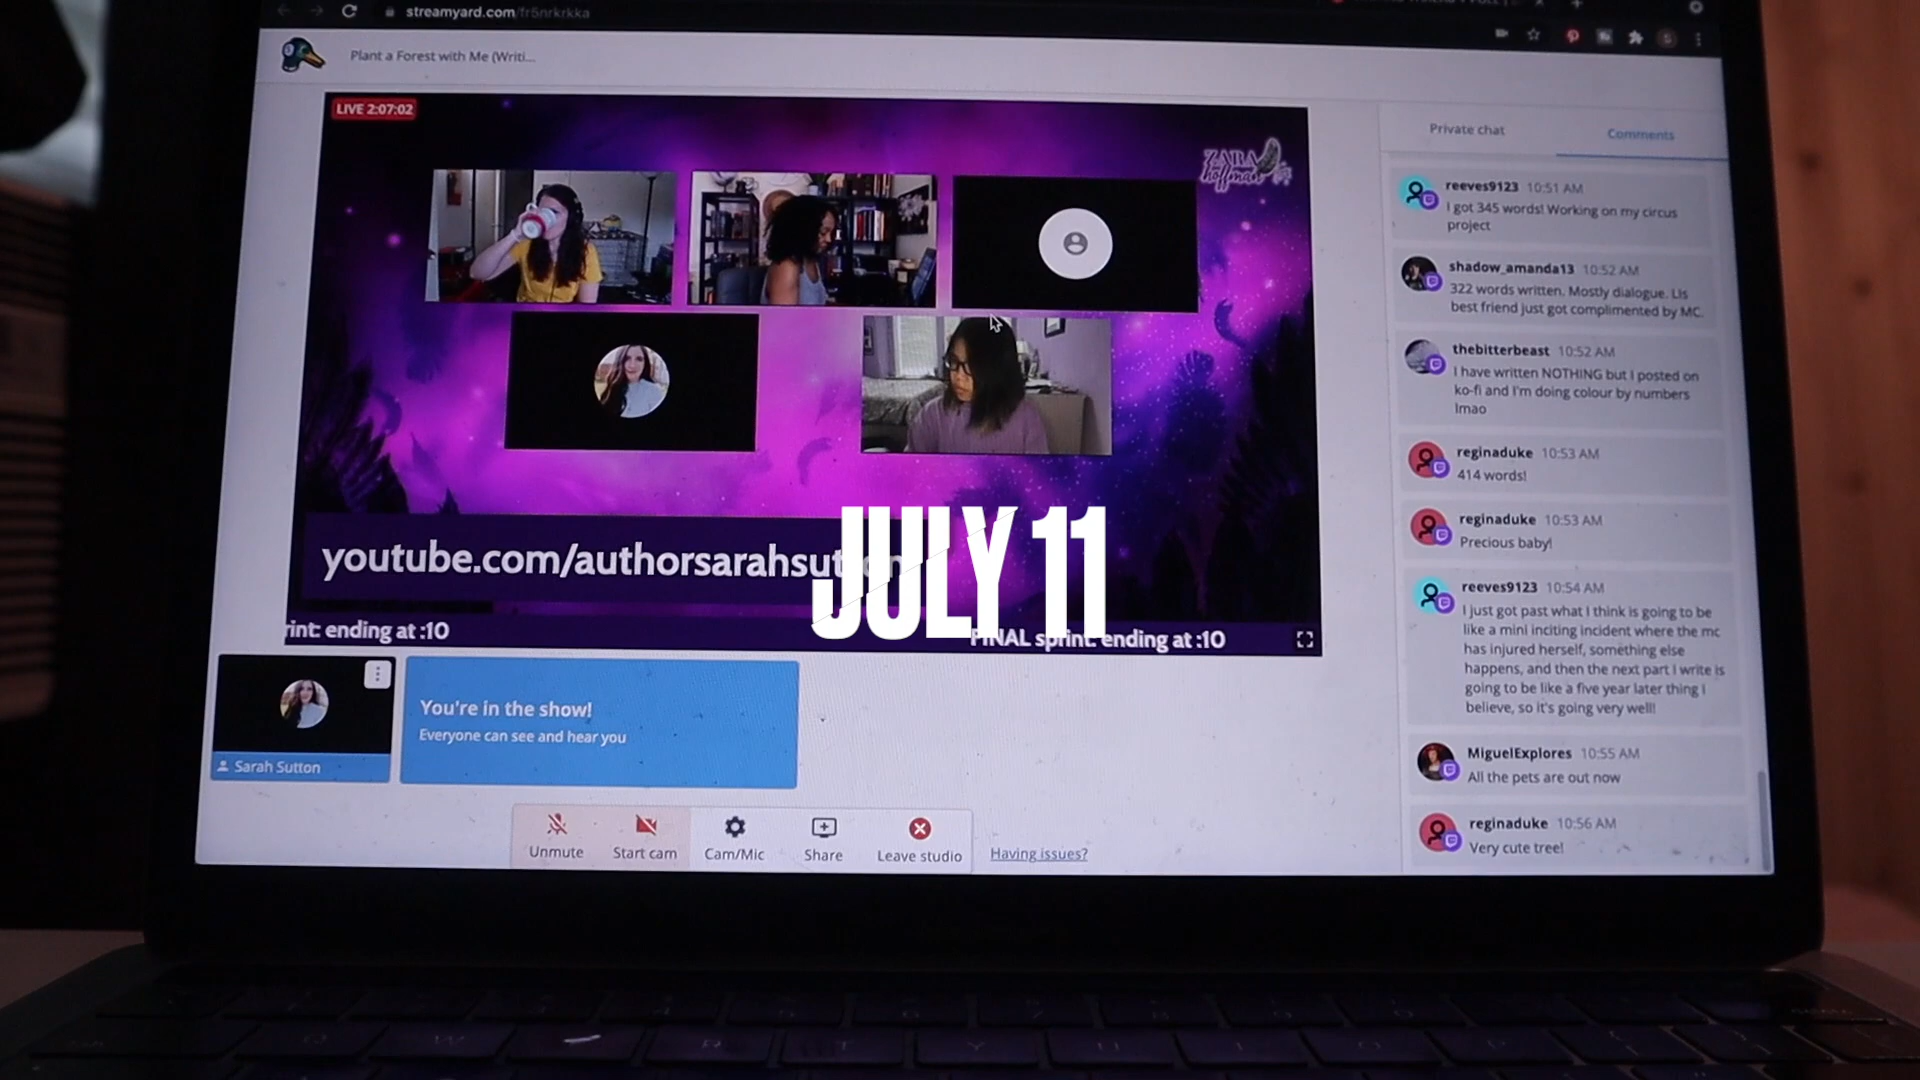 streamyard.com/fr5nrkrkka
Plant a Forest with Me (Writi...
LIVE 2:07:02
ZARA
hoffman
youtube.com/authorsarahsutton
JULY 11
rint: ending at :10
FINAL sprint: ending at :10
Sarah Sutton
You're in the show!
Everyone can see and hear you
Unmute
Start cam
Cam/Mic
Share
Leave studio
Having issues?
Private chat
Comments
reeves9123 10:51 AM
I got 345 words! Working on my circus
project
shadow_amanda13 10:52 AM
322 words written. Mostly dialogue. LIs
best friend just got complimented by MC.
thebitterbeast 10:52 AM
I have written NOTHING but I posted on
ko-fi and I'm doing colour by numbers
lmao
reginaduke 10:53 AM
414 words!
reginaduke 10:53 AM
Precious baby!
reeves9123 10:54 AM
I just got past what I think is going to be
like a mini inciting incident where the mc
has injured herself, something else
happens, and then the next part I write is
going to be like a five year later thing I
believe, so it's going very well!
MiguelExplores 10:55 AM
All the pets are out now
reginaduke 10:56 AM
Very cute tree!